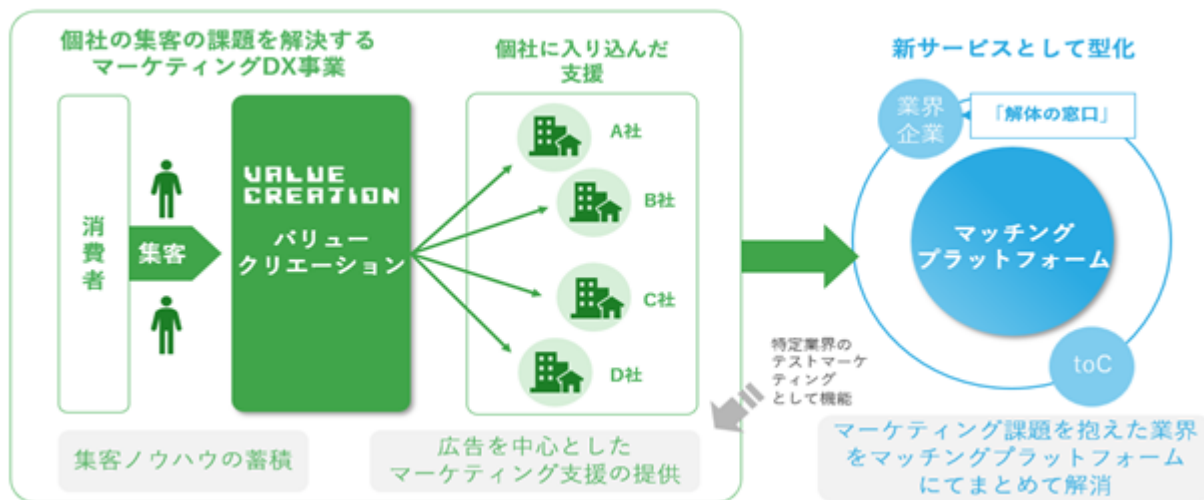 個社の集客の課題を解決する
マーケティングDX事業
消費者
集客
VALUE
CREATION
バリュー
クリエーション
個社に入り込んだ
支援
A社
B社
C社
D社
集客ノウハウの蓄積
広告を中心とした
マーケティング支援の提供
特定業界の
テストマーケ
ティング
として機能
新サービスとして型化
業界
企業
「解体の窓口」
マッチング
プラットフォーム
toC
マーケティング課題を抱えた業界
をマッチングプラットフォーム
にてまとめて解消